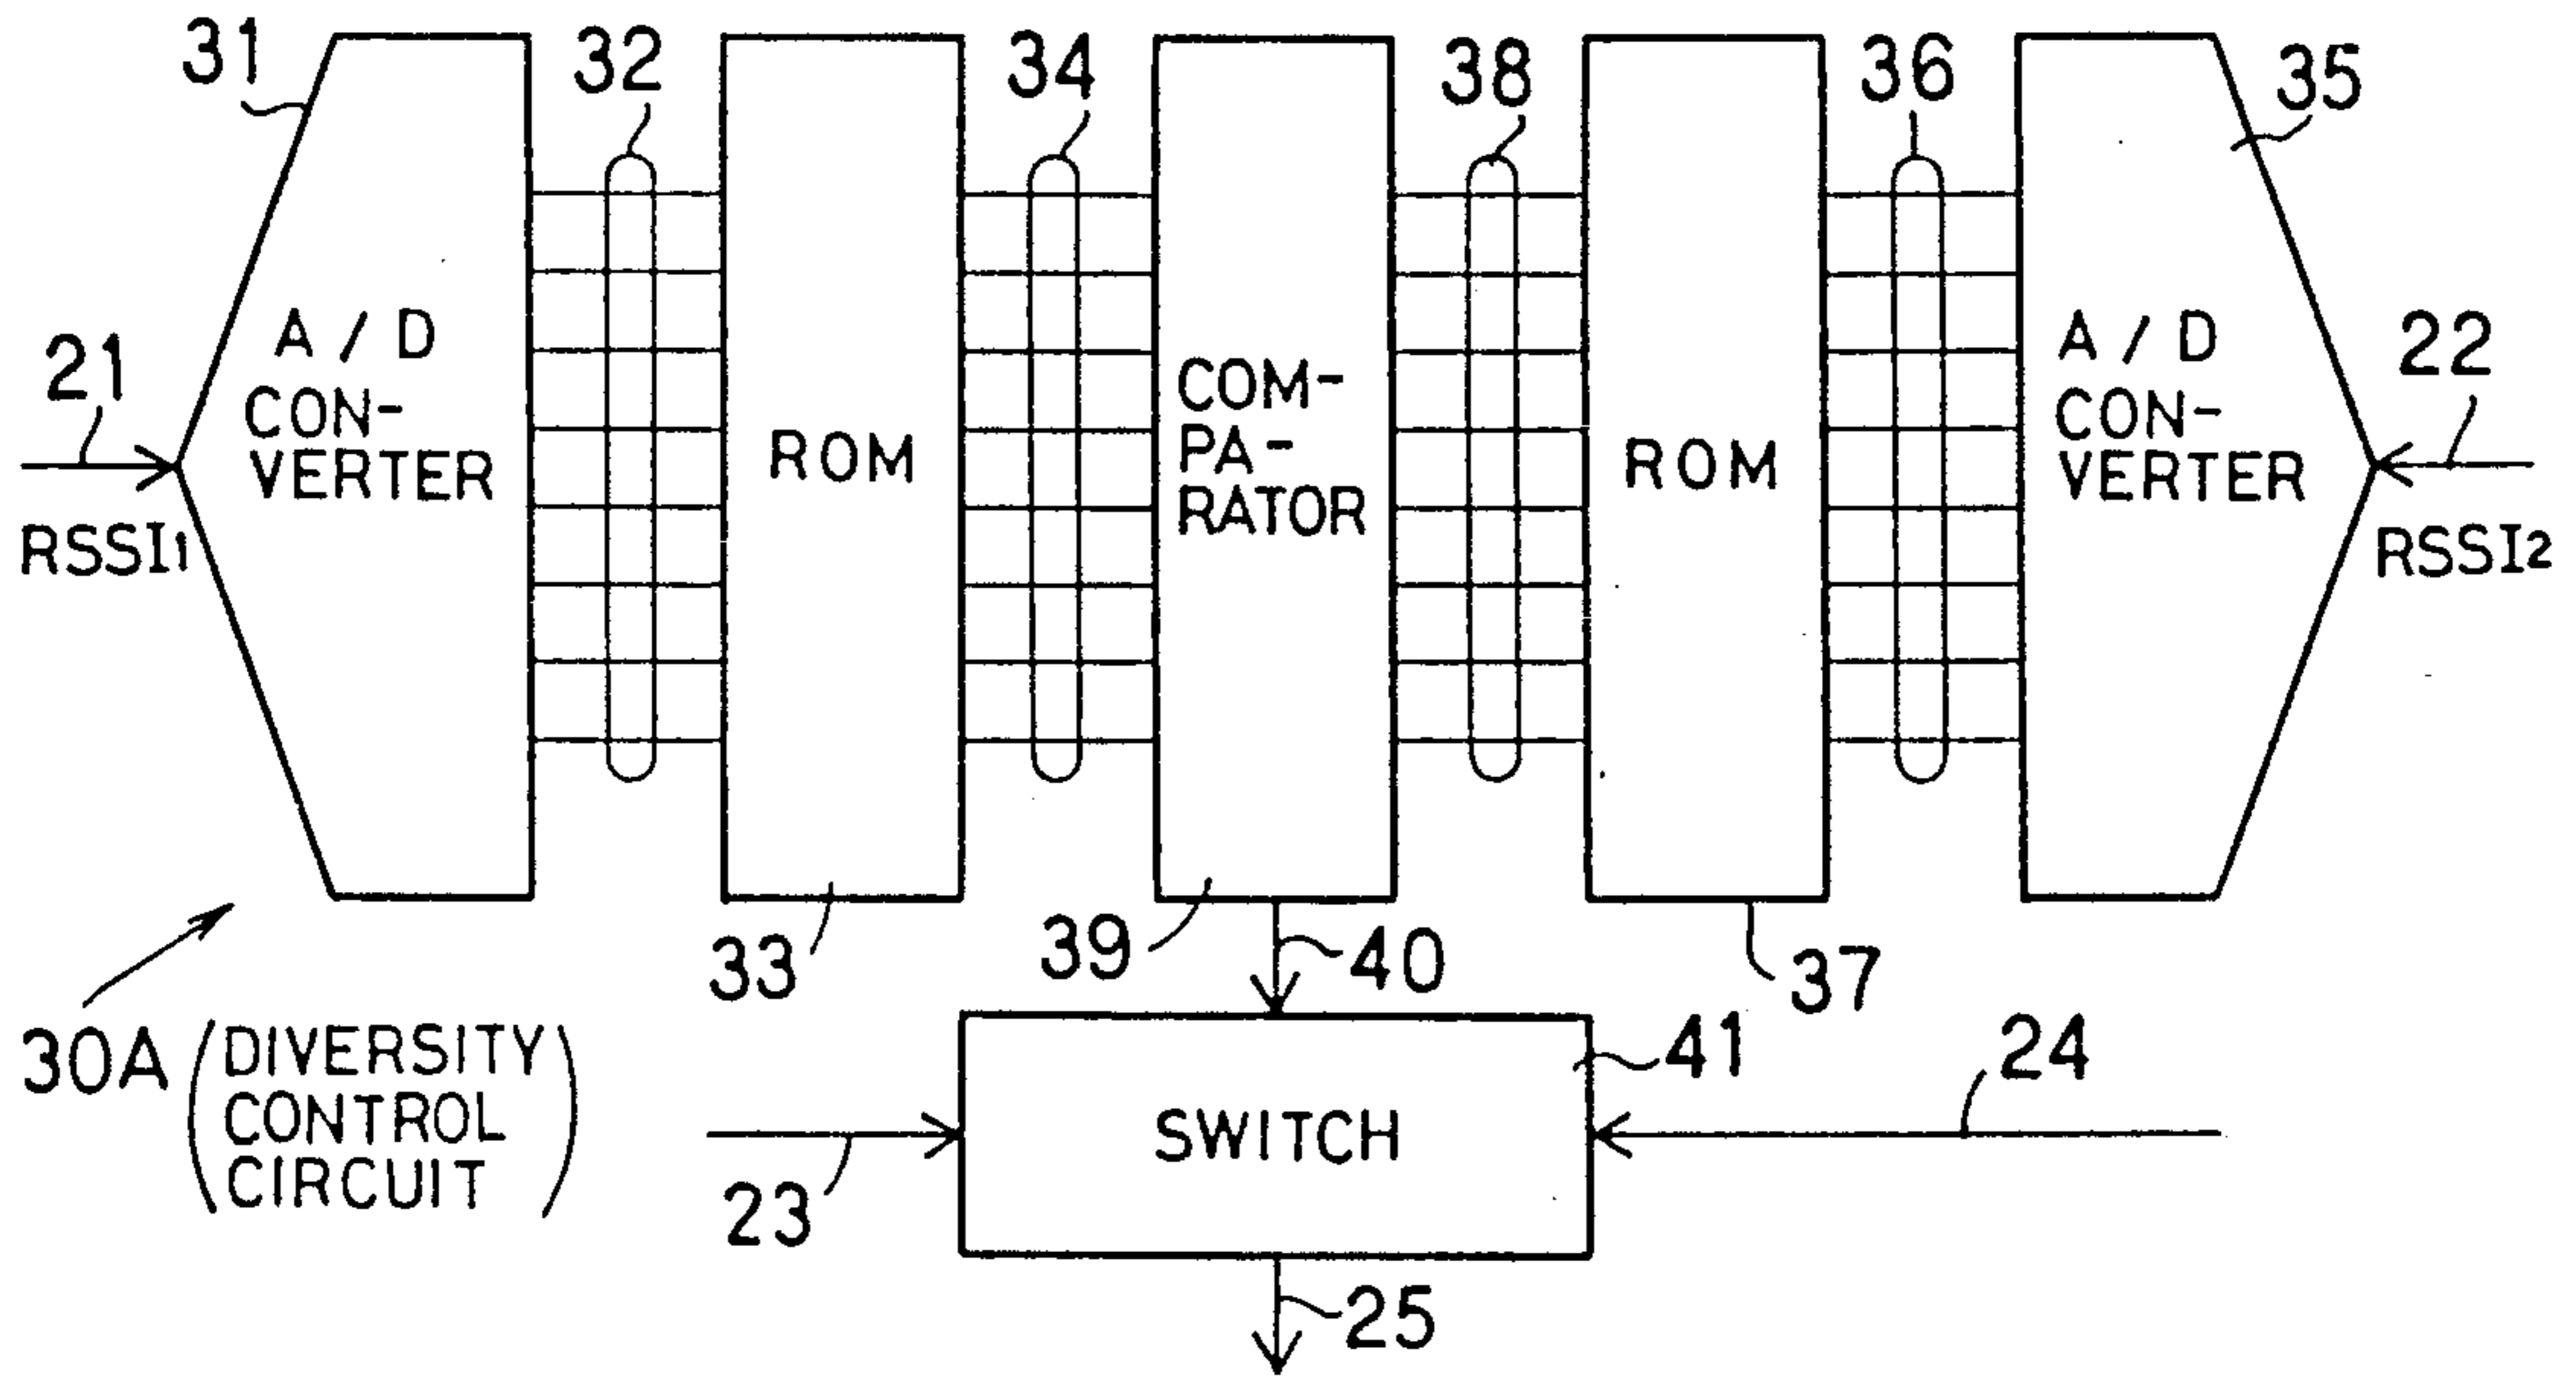 31
32
34
38
36
35
21
RSSI1
A / D
CON-
VERTER
ROM
COM-
PA-
RATOR
ROM
A / D
CON-
VERTER
22
RSSI2
33
39
40
37
30A (DIVERSITY
CONTROL
CIRCUIT)
41
24
SWITCH
23
25